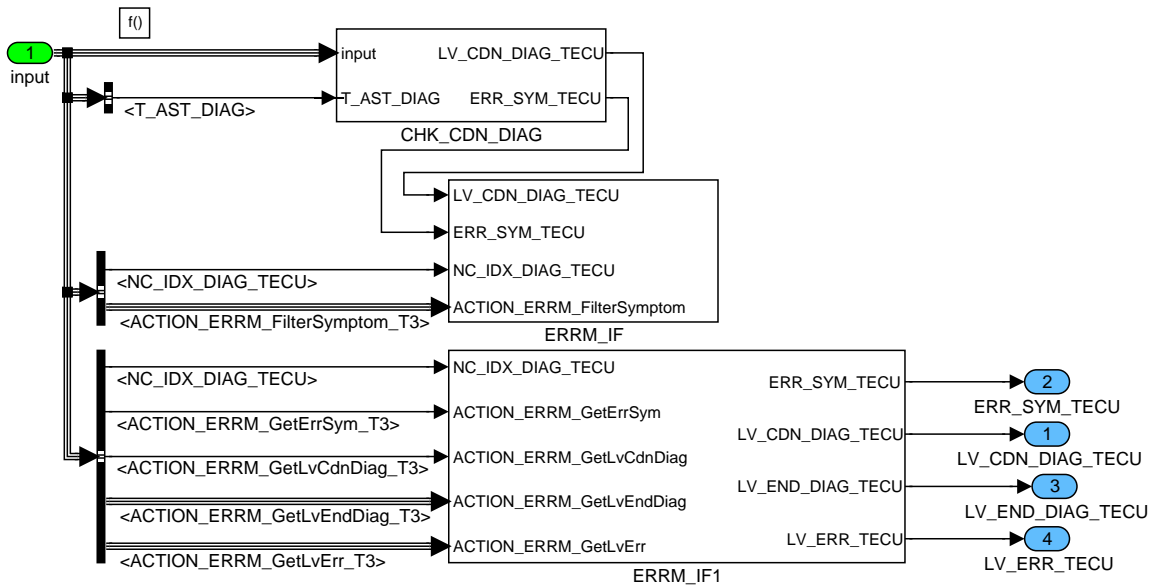 f()
1
input
input
LV_CDN_DIAG_TECU
<T_AST_DIAG>
T_AST_DIAG
ERR_SYM_TECU
CHK_CDN_DIAG
LV_CDN_DIAG_TECU
ERR_SYM_TECU
<NC_IDX_DIAG_TECU>
NC_IDX_DIAG_TECU
<ACTION_ERRM_FilterSymptom_T3>
ACTION_ERRM_FilterSymptom
ERRM_IF
<NC_IDX_DIAG_TECU>
NC_IDX_DIAG_TECU
ERR_SYM_TECU
2
ERR_SYM_TECU
<ACTION_ERRM_GetErrSym_T3>
ACTION_ERRM_GetErrSym
LV_CDN_DIAG_TECU
1
LV_CDN_DIAG_TECU
<ACTION_ERRM_GetLvCdnDiag_T3>
ACTION_ERRM_GetLvCdnDiag
LV_END_DIAG_TECU
3
LV_END_DIAG_TECU
<ACTION_ERRM_GetLvEndDiag_T3>
ACTION_ERRM_GetLvEndDiag
LV_ERR_TECU
4
LV_ERR_TECU
<ACTION_ERRM_GetLvErr_T3>
ACTION_ERRM_GetLvErr
ERRM_IF1